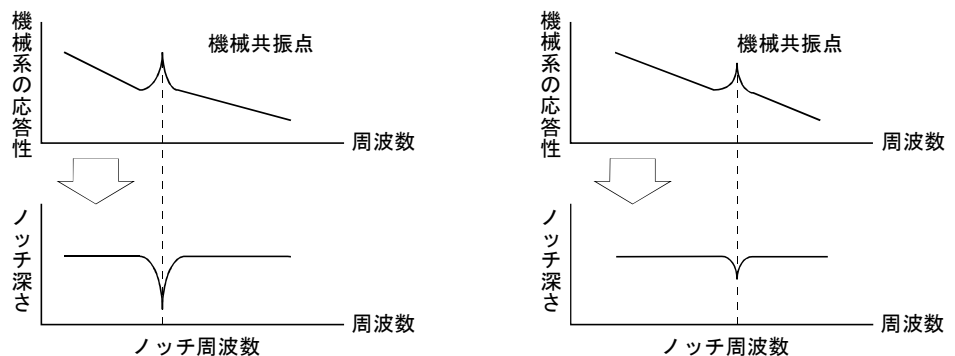 機械系の応答性
機械共振点
周波数
ノッチ深さ
周波数
ノッチ周波数
機械系の応答性
機械共振点
周波数
ノッチ深さ
周波数
ノッチ周波数